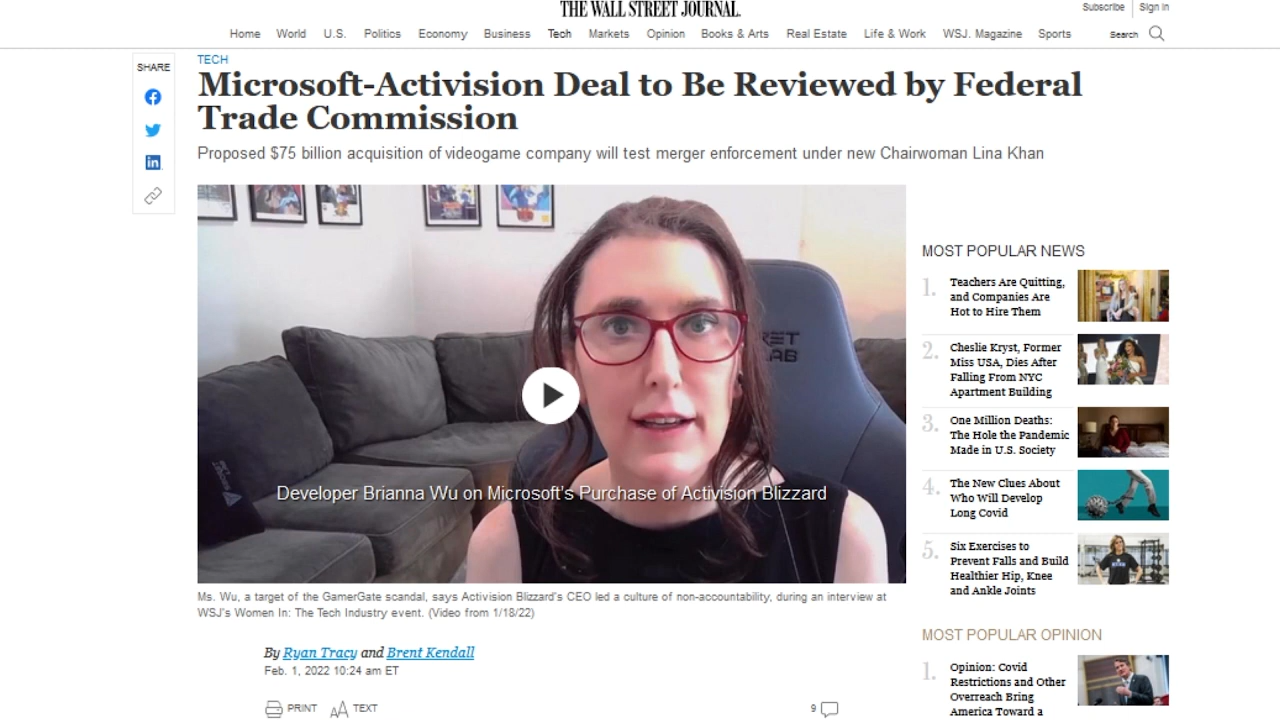 THE WALL STREET JOURNAL.
Subscribe
Sign In
Home World U.S. Politics Economy Business Tech Markets Opinion Books & Arts Real Estate Life & Work WSJ. Magazine Sports
Search
SHARE
TECH
Microsoft-Activision Deal to Be Reviewed by Federal
Trade Commission
Proposed $75 billion acquisition of videogame company will test merger enforcement under new Chairwoman Lina Khan
Developer Brianna Wu on Microsoft's Purchase of Activision Blizzard
Ms. Wu, a target of the GamerGate scandal, says Activision Blizzard's CEO led a culture of non-accountability, during an interview at
WSJ's Women In: The Tech Industry event. (Video from 1/18/22)
By Ryan Tracy and Brent Kendall
Feb. 1, 2022 10:24 am ET
PRINT
AA TEXT
9
MOST POPULAR NEWS
1.
Teachers Are Quitting,
and Companies Are
Hot to Hire Them
2.
Cheslie Kryst, Former
Miss USA, Dies After
Falling From NYC
Apartment Building
3.
One Million Deaths:
The Hole the Pandemic
Made in U.S. Society
4.
The New Clues About
Who Will Develop
Long Covid
5.
Six Exercises to
Prevent Falls and Build
Healthier Hip, Knee
and Ankle Joints
MOST POPULAR OPINION
1.
Opinion: Covid
Restrictions and Other
Overreach Bring
America Toward a